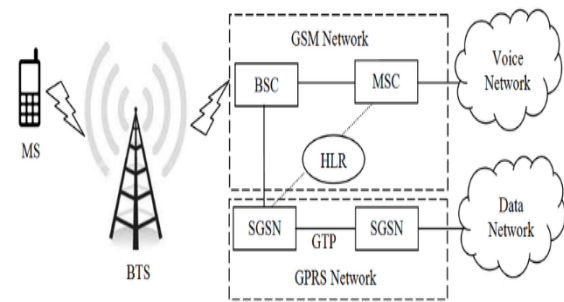 GSM Network
Voice
Network
BSC
MSC
MS
HLR
BTS
SGSN
GTP
SGSN
Data
Network
GPRS Network